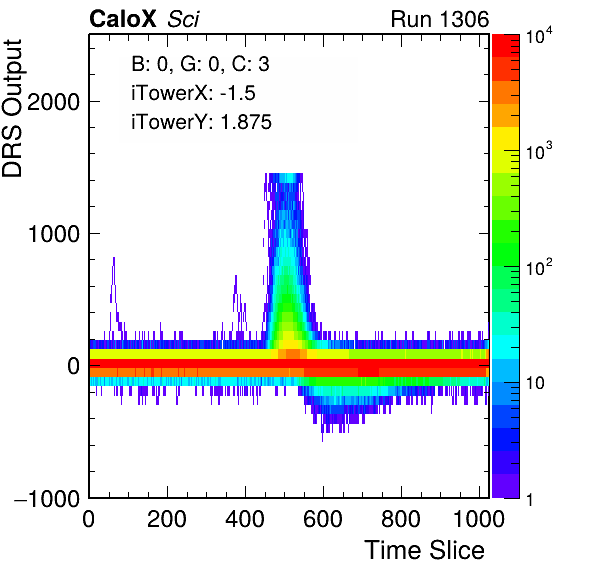 CaloX Sci Run 1306
DRS Output
B: 0, G: 0, C: 3
iTowerX: -1.5
iTowerY: 1.875
2000
1000
0
−1000
0 200 400 600 800 1000
Time Slice
10⁴
10³
10²
10
1